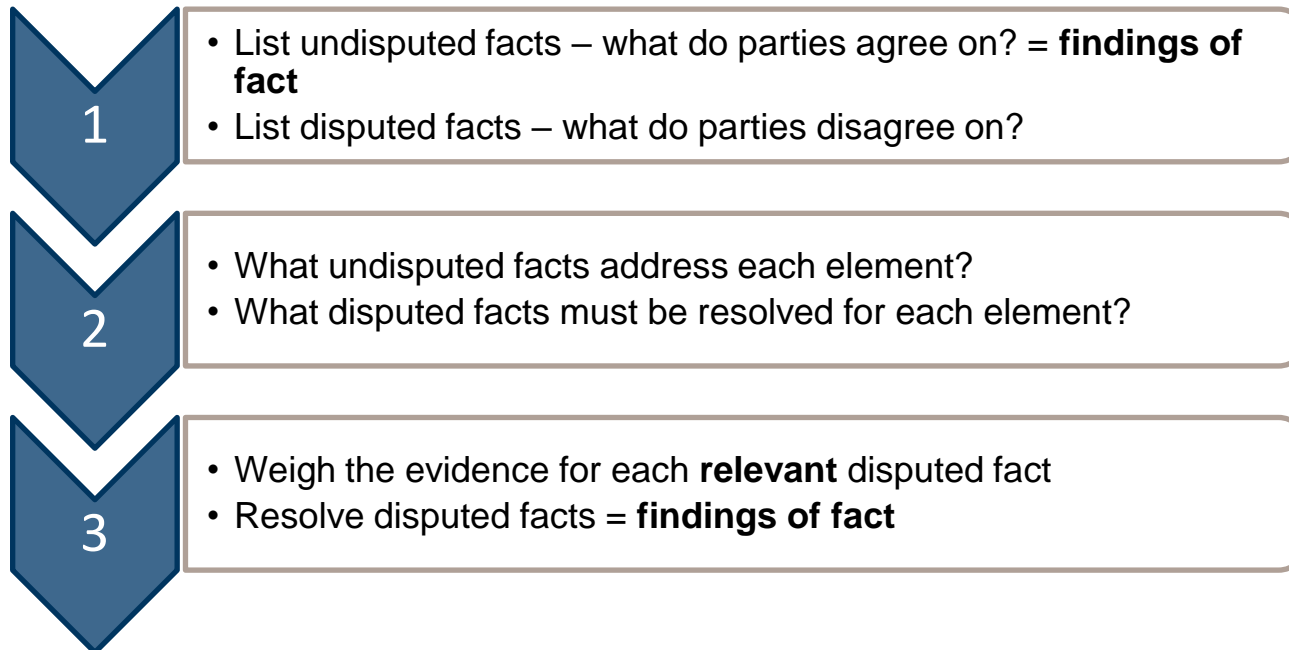 1
• List undisputed facts – what do parties agree on? = findings of
fact
• List disputed facts – what do parties disagree on?
2
• What undisputed facts address each element?
• What disputed facts must be resolved for each element?
3
• Weigh the evidence for each relevant disputed fact
• Resolve disputed facts = findings of fact